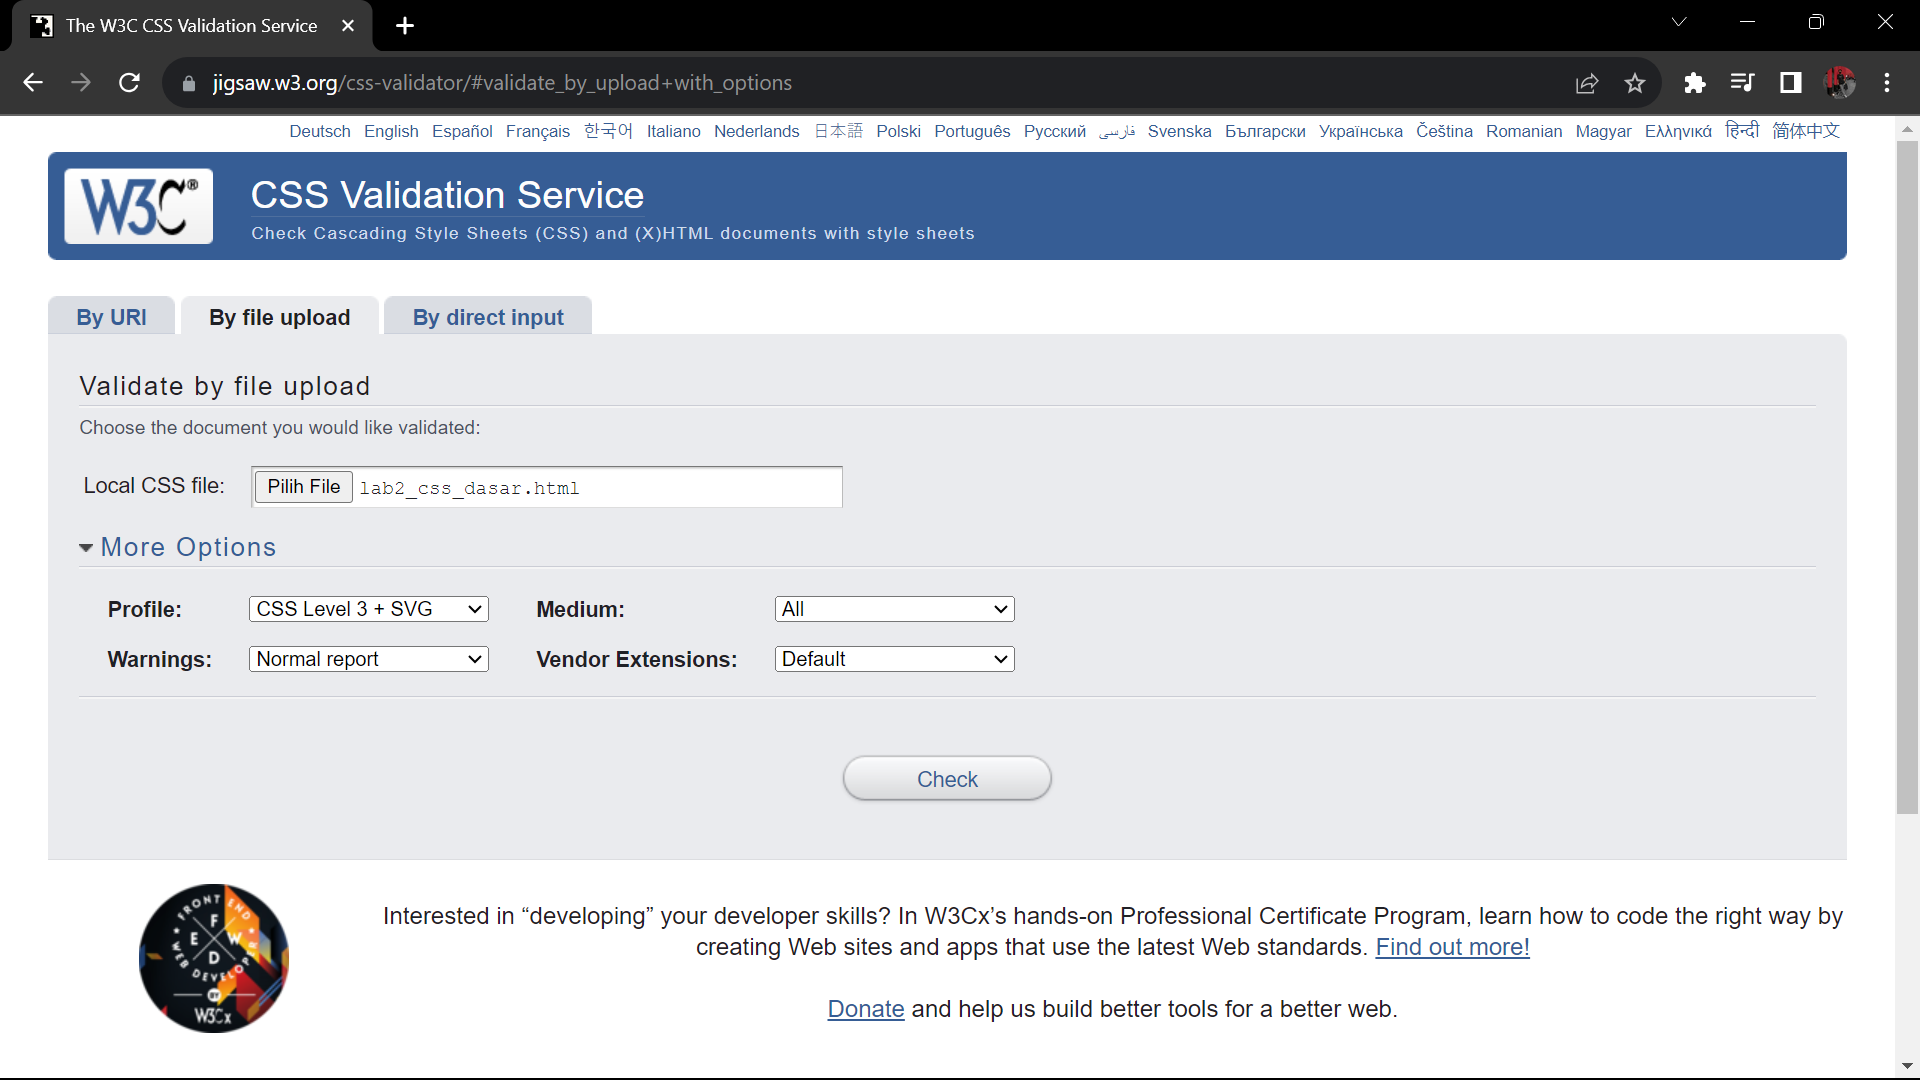 The W3C CSS Validation Service
jigsaw.w3.org/css-validator/#validate_by_upload+with_options
Deutsch English Español Français 한국어 Italiano Nederlands 日本語 Polski Português Русский فارسی Svenska Български Українська Čeština Romanian Magyar Ελληνικά हिन्दी 简体中文
W3C®
CSS Validation Service
Check Cascading Style Sheets (CSS) and (X)HTML documents with style sheets
By URI By file upload By direct input
Validate by file upload
Choose the document you would like validated:
Local CSS file: Pilih File lab2_css_dasar.html
More Options
Profile: CSS Level 3 + SVG Medium: All
Warnings: Normal report Vendor Extensions: Default
Check
FRONT END
F
E W
D
WEB DEVELOPER
BY
W3Cx
Interested in “developing” your developer skills? In W3Cx’s hands-on Professional Certificate Program, learn how to code the right way by
creating Web sites and apps that use the latest Web standards. Find out more!
Donate and help us build better tools for a better web.